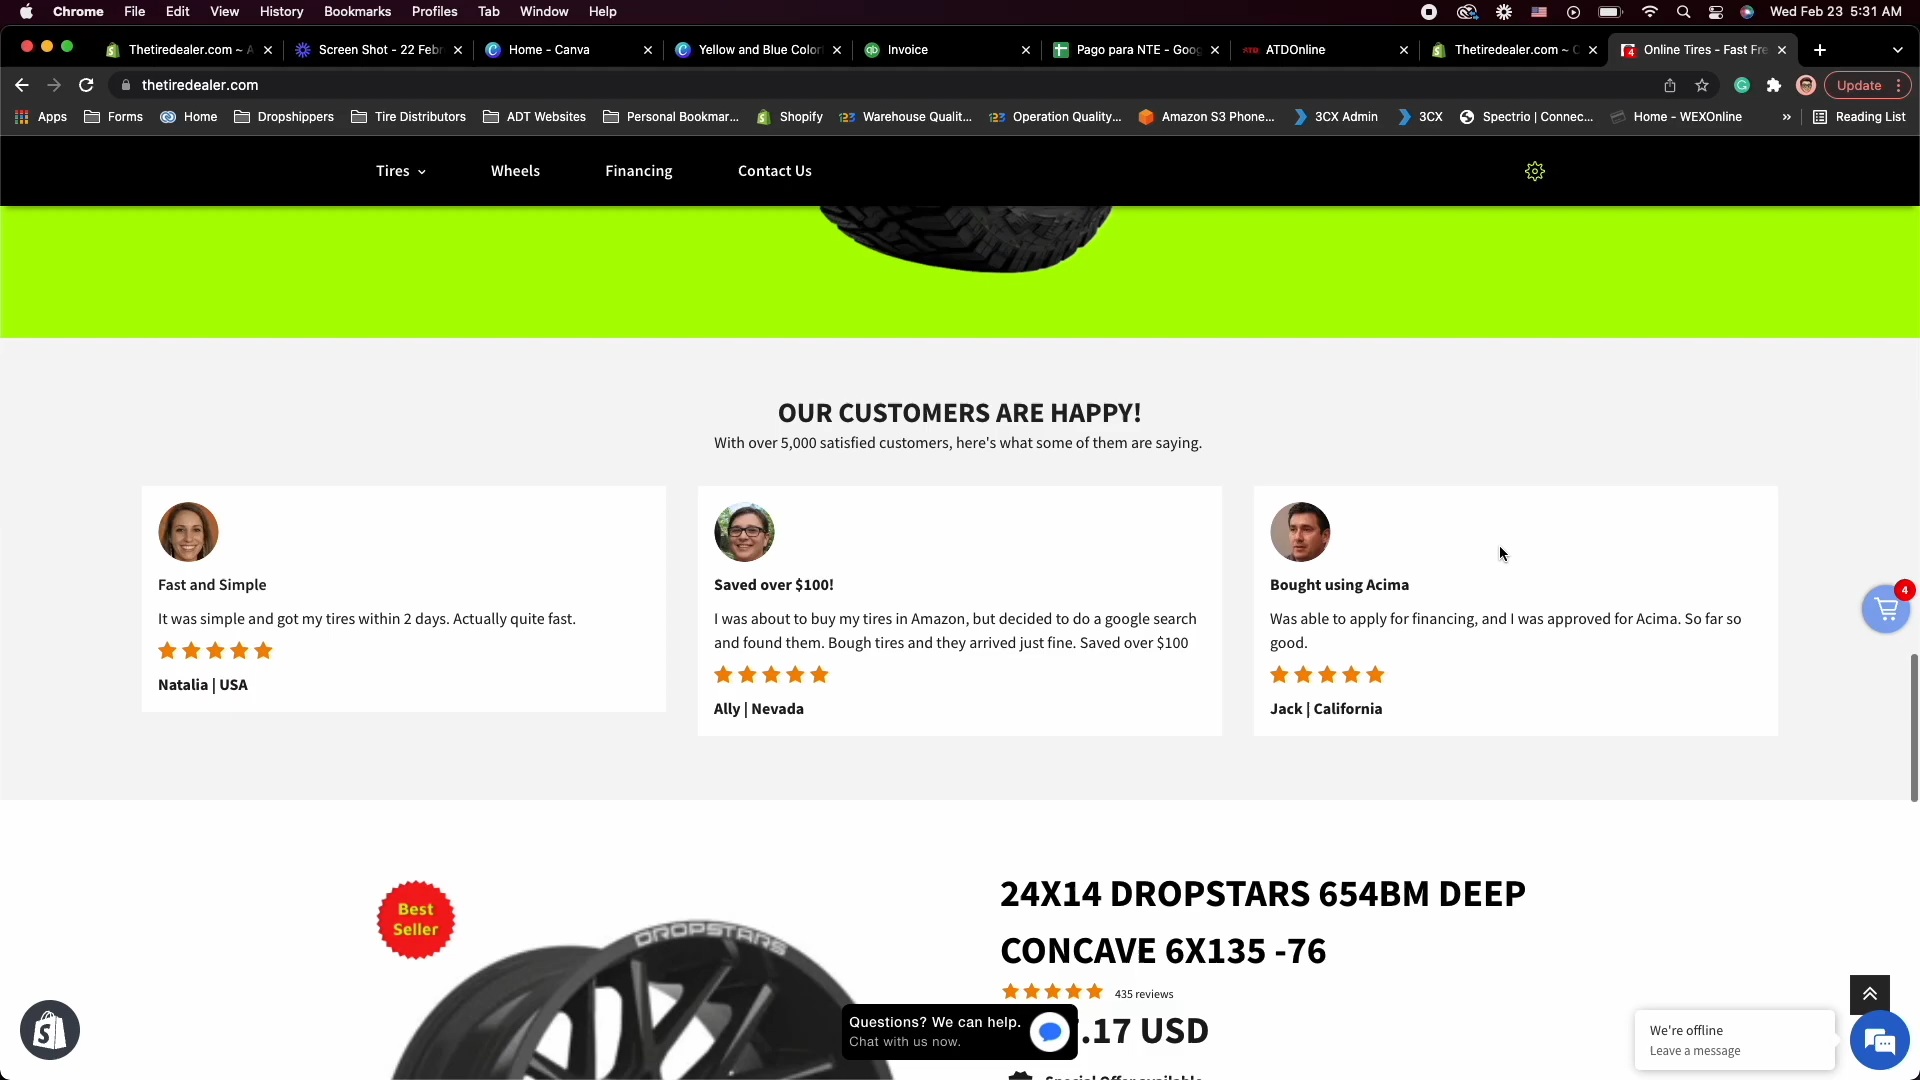 Chrome File Edit View History Bookmarks Profiles Tab Window Help Wed Feb 23 5:31 AM
Thetiredealer.com ~ Screen Shot - 22 Feb Home - Canva Yellow and Blue Color Invoice Pago para NTE - Goo ATDOnline Thetiredealer.com ~ 4 Online Tires - Fast Fre
thetiredealer.com Update
Apps Forms Home Dropshippers Tire Distributors ADT Websites Personal Bookmar... Shopify 123 Warehouse Qualit... 123 Operation Quality... Amazon S3 Phone... 3CX Admin 3CX Spectrio | Connec... Home - WEXOnline » Reading List
Tires Wheels Financing Contact Us
OUR CUSTOMERS ARE HAPPY!
With over 5,000 satisfied customers, here's what some of them are saying.
Fast and Simple
It was simple and got my tires within 2 days. Actually quite fast.
Natalia | USA
Saved over $100!
I was about to buy my tires in Amazon, but decided to do a google search
and found them. Bough tires and they arrived just fine. Saved over $100
Ally | Nevada
Bought using Acima
Was able to apply for financing, and I was approved for Acima. So far so
good.
Jack | California
4
Best
Seller
DROPSTARS
24X14 DROPSTARS 654BM DEEP
CONCAVE 6X135 -76
435 reviews
.17 USD
Questions? We can help.
Chat with us now.
We're offline
Leave a message